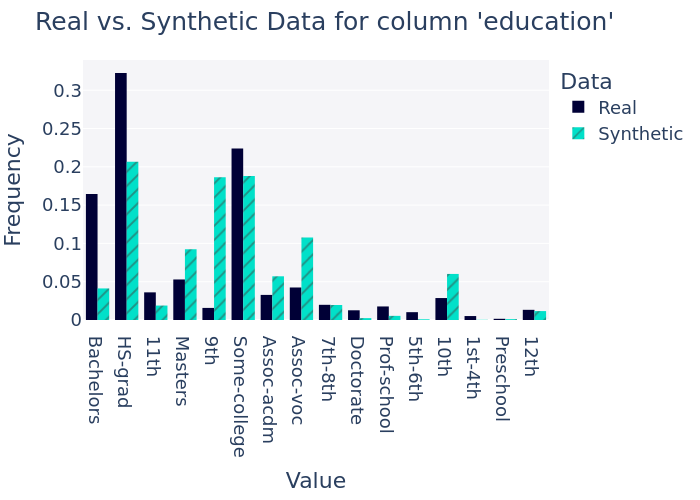 Real vs. Synthetic Data for column 'education'
Data
Real
Synthetic
Frequency
0.3
0.25
0.2
0.15
0.1
0.05
0
Bachelors
HS-grad
11th
Masters
9th
Some-college
Assoc-acdm
Assoc-voc
7th-8th
Doctorate
Prof-school
5th-6th
10th
1st-4th
Preschool
12th
Value